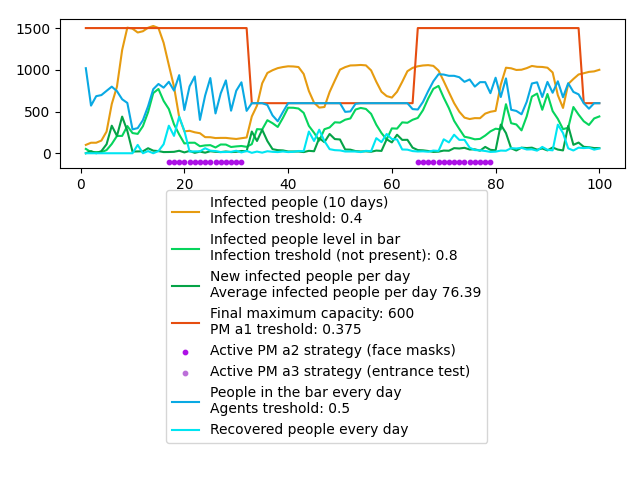 1500
1000
500
0
0
20
40
60
80
100
Infected people (10 days)
Infection treshold: 0.4
Infected people level in bar
Infection treshold (not present): 0.8
New infected people per day
Average infected people per day 76.39
Final maximum capacity: 600
PM a1 treshold: 0.375
Active PM a2 strategy (face masks)
Active PM a3 strategy (entrance test)
People in the bar every day
Agents treshold: 0.5
Recovered people every day